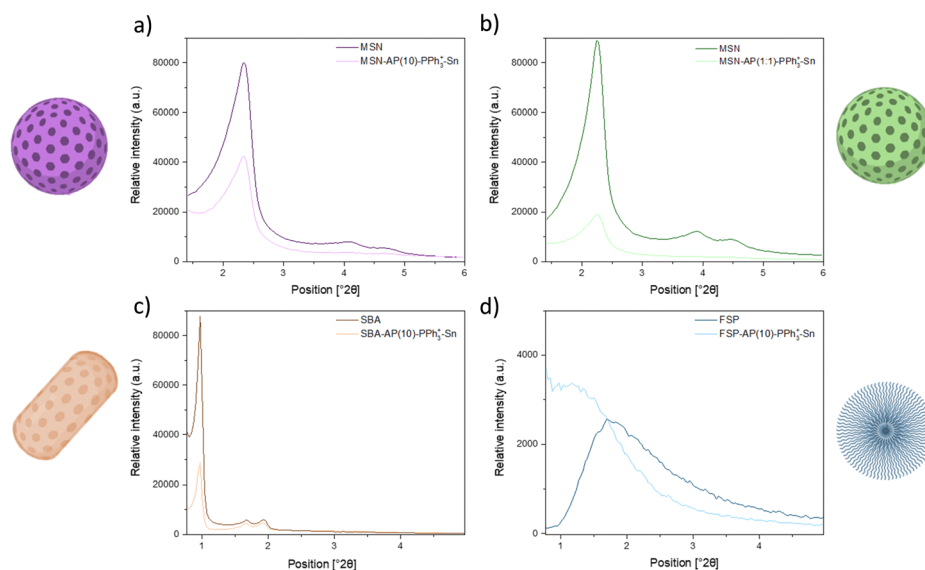 a)
MSN
MSN-AP(10)-PPh₃⁺-Sn
80000
60000
40000
20000
0
Relative intensity (a.u.)
2 3 4 5 6
Position [°2θ]
b)
MSN
MSN-AP(1:1)-PPh₃⁺-Sn
80000
60000
40000
20000
0
Relative intensity (a.u.)
2 3 4 5 6
Position [°2θ]
c)
SBA
SBA-AP(10)-PPh₃⁺-Sn
80000
60000
40000
20000
0
Relative intensity (a.u.)
1 2 3 4
Position [°2θ]
d)
FSP
FSP-AP(10)-PPh₃⁺-Sn
4000
2000
0
Relative intensity (a.u.)
1 2 3 4
Position [°2θ]